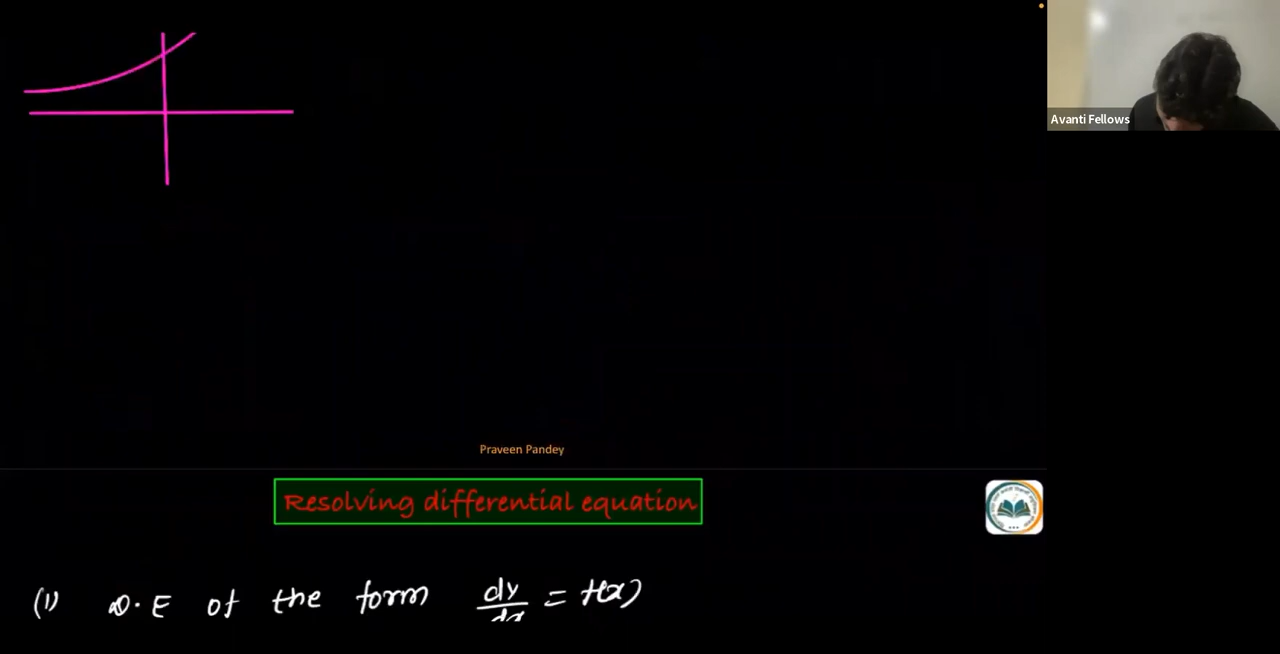 Avanti Fellows
Praveen Pandey
Resolving differential equation
(1) D.E of the form dy/dx = f(x)